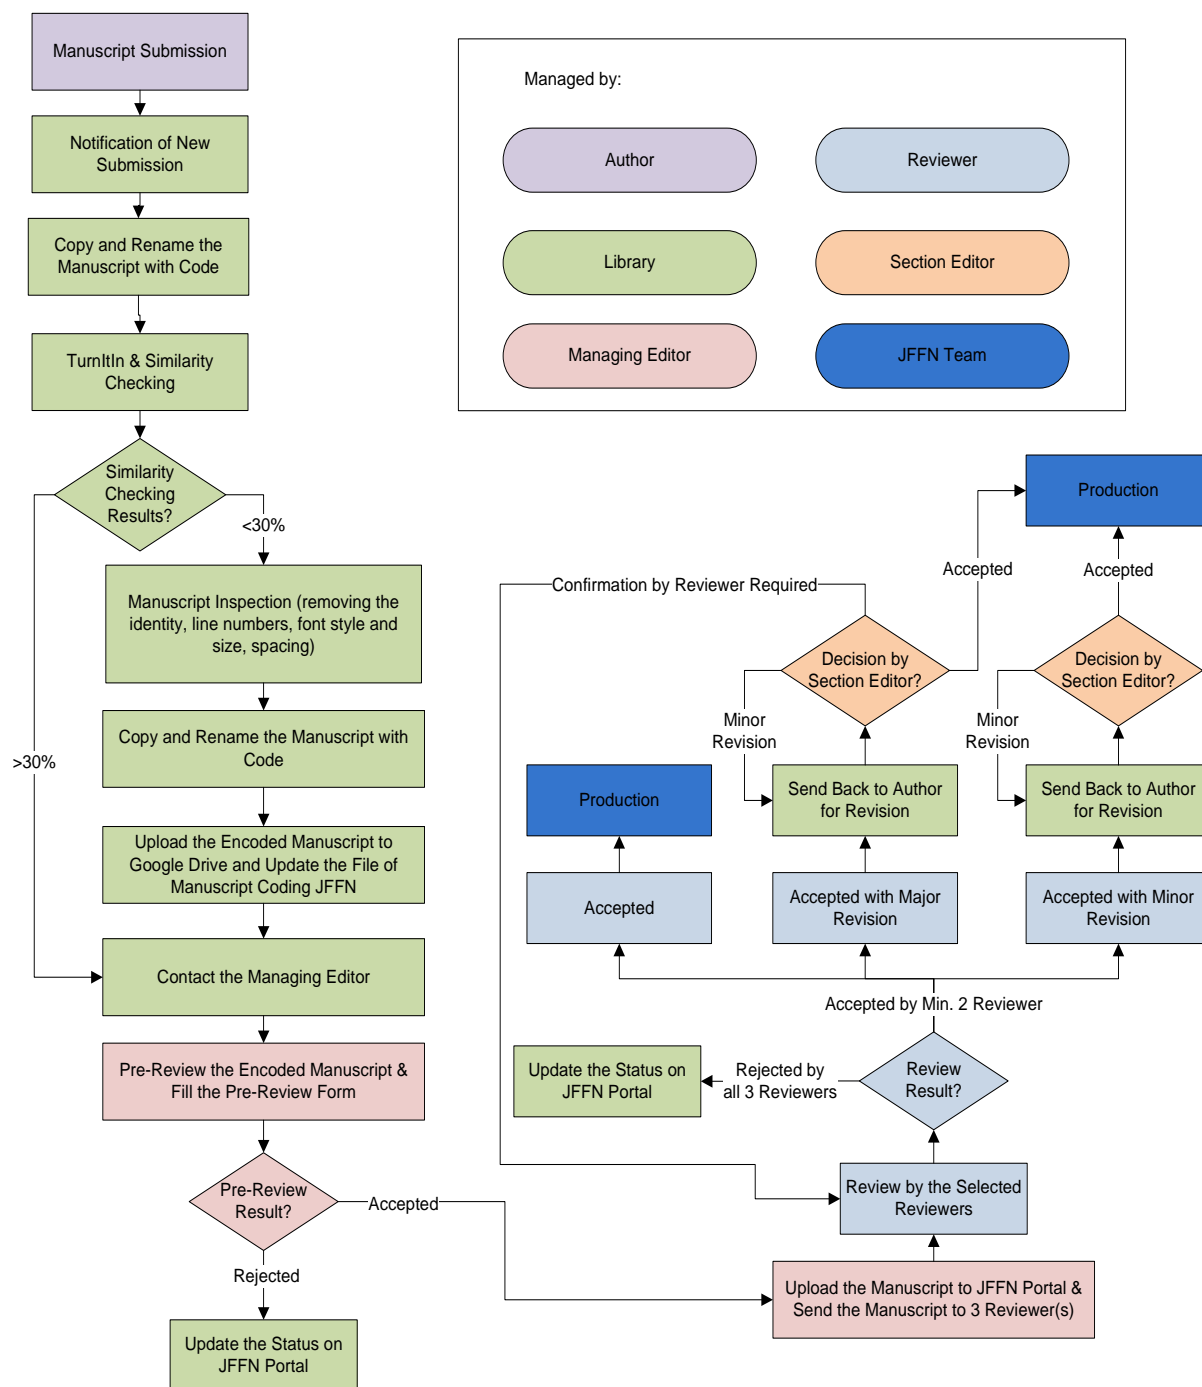 Manuscript Submission
Notification of New
Submission
Copy and Rename the
Manuscript with Code
TurnItIn & Similarity
Checking
Similarity
Checking
Results?
<30%
>30%
Manuscript Inspection (removing the
identity, line numbers, font style and
size, spacing)
Copy and Rename the Manuscript with
Code
Upload the Encoded Manuscript to
Google Drive and Update the File of
Manuscript Coding JFFN
Contact the Managing Editor
Pre-Review the Encoded Manuscript &
Fill the Pre-Review Form
Pre-Review
Result?
Accepted
Rejected
Update the Status on
JFFN Portal
Managed by:
Author
Reviewer
Library
Section Editor
Managing Editor
JFFN Team
Production
Accepted
Accepted
Confirmation by Reviewer Required
Decision by
Section Editor?
Decision by
Section Editor?
Minor
Revision
Minor
Revision
Production
Send Back to Author
for Revision
Send Back to Author
for Revision
Accepted
Accepted with Major
Revision
Accepted with Minor
Revision
Accepted by Min. 2 Reviewer
Update the Status on
JFFN Portal
Rejected by
all 3 Reviewers
Review
Result?
Review by the Selected
Reviewers
Upload the Manuscript to JFFN Portal &
Send the Manuscript to 3 Reviewer(s)